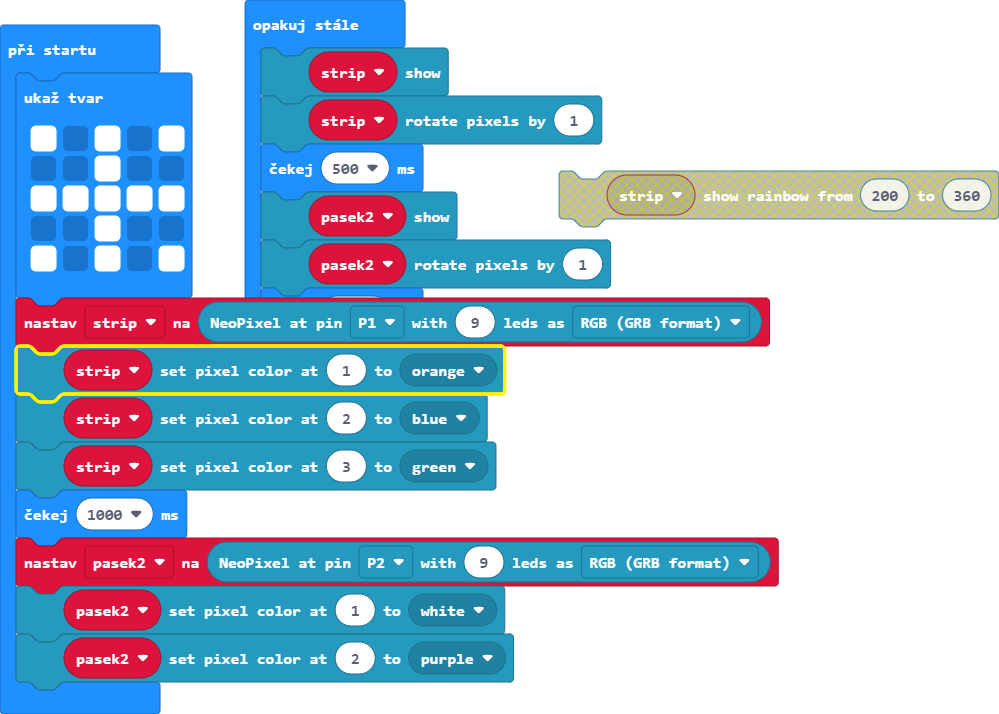 při startu
ukaž tvar
nastav strip na NeoPixel at pin P1 with 9 leds as RGB (GRB format)
strip set pixel color at 1 to orange
strip set pixel color at 2 to blue
strip set pixel color at 3 to green
čekej 1000 ms
nastav pasek2 na NeoPixel at pin P2 with 9 leds as RGB (GRB format)
pasek2 set pixel color at 1 to white
pasek2 set pixel color at 2 to purple
opakuj stále
strip show
strip rotate pixels by 1
čekej 500 ms
pasek2 show
pasek2 rotate pixels by 1
strip show rainbow from 200 to 360